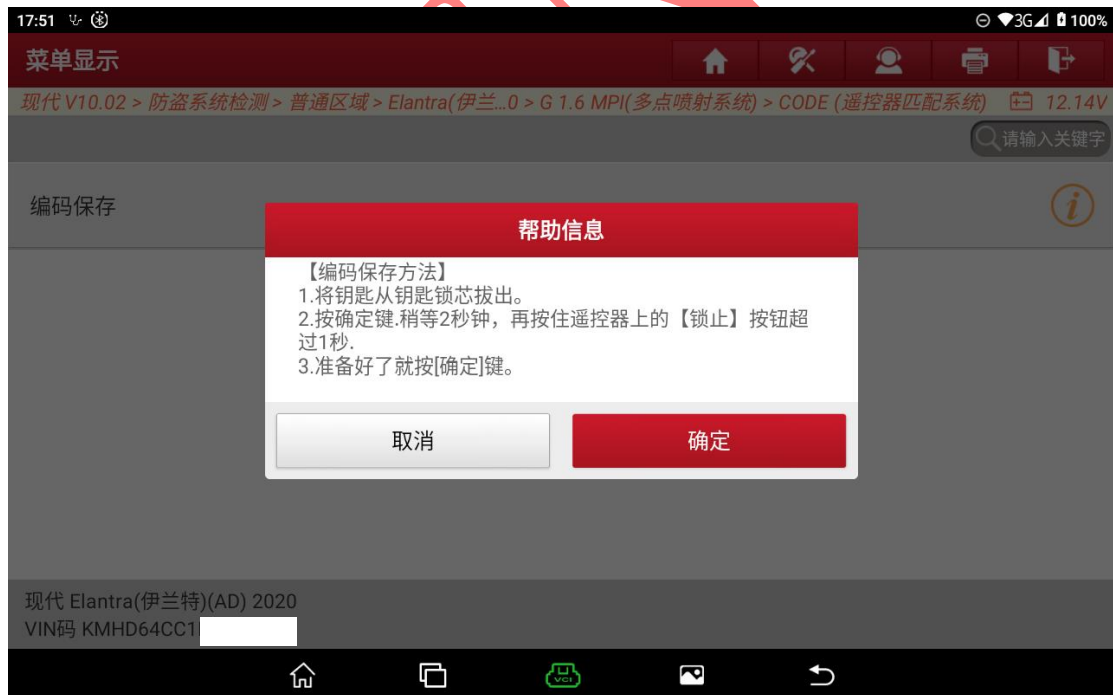 17:51
3G
100%
菜单显示
现代 V10.02 > 防盗系统检测 > 普通区域 > Elantra(伊兰...0 > G 1.6 MPI(多点喷射系统) > CODE (遥控器匹配系统)
12.14V
请输入关键字
编码保存
帮助信息
【编码保存方法】
1.将钥匙从钥匙锁芯拔出。
2.按确定键.稍等2秒钟，再按住遥控器上的【锁止】按钮超
过1秒.
3.准备好了就按[确定]键。
取消
确定
现代 Elantra(伊兰特)(AD) 2020
VIN码 KMHD64CC1
VCI